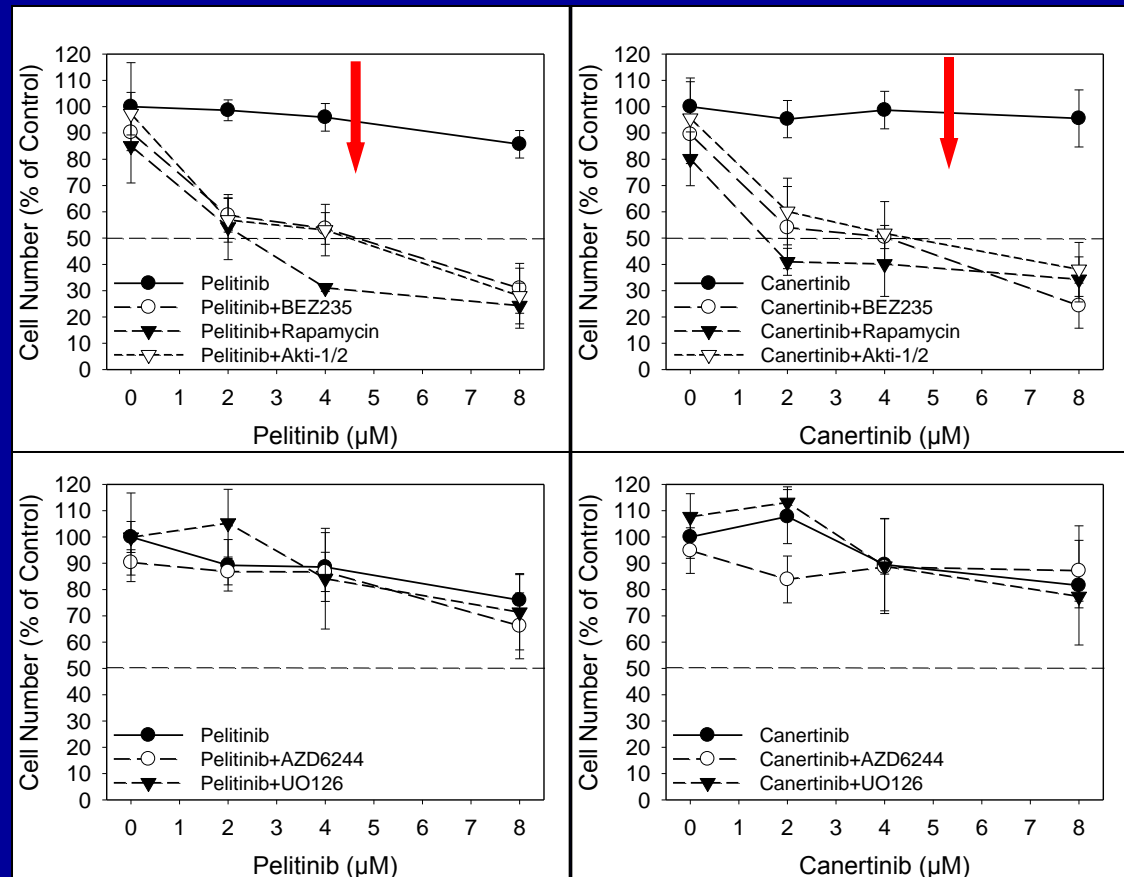 Cell Number (% of Control)
120
110
100
90
80
70
60
50
40
30
20
10
0
Pelitinib
Pelitinib+BEZ235
Pelitinib+Rapamycin
Pelitinib+Akti-1/2
0 1 2 3 4 5 6 7 8
Pelitinib (µM)
Cell Number (% of Control)
120
110
100
90
80
70
60
50
40
30
20
10
0
Canertinib
Canertinib+BEZ235
Canertinib+Rapamycin
Canertinib+Akti-1/2
0 1 2 3 4 5 6 7 8
Canertinib (µM)
Cell Number (% of Control)
120
110
100
90
80
70
60
50
40
30
20
10
0
Pelitinib
Pelitinib+AZD6244
Pelitinib+UO126
0 1 2 3 4 5 6 7 8
Pelitinib (µM)
Cell Number (% of Control)
120
110
100
90
80
70
60
50
40
30
20
10
0
Canertinib
Canertinib+AZD6244
Canertinib+UO126
0 1 2 3 4 5 6 7 8
Canertinib (µM)